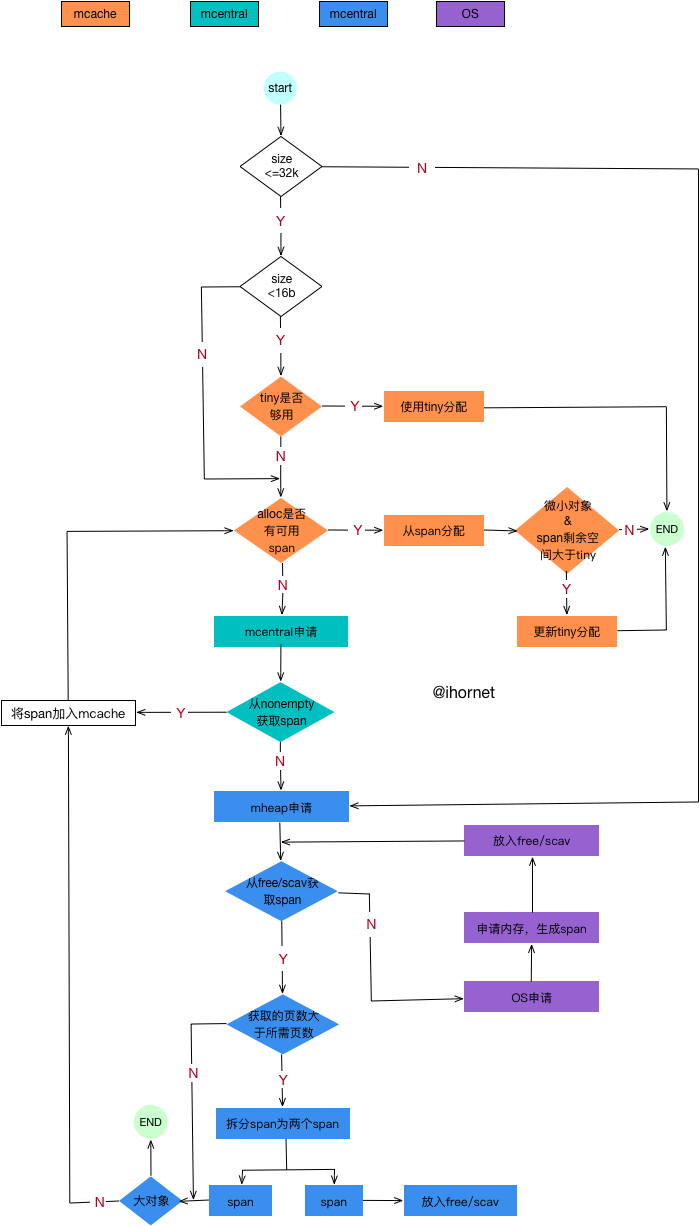 mcache
mcentral
mcentral
OS
start
size
<=32k
N
Y
size
<16b
N
Y
tiny是否
够用
Y
使用tiny分配
N
alloc是否
有可用
span
Y
从span分配
微小对象
&
span剩余空
间大于tiny
N
END
Y
更新tiny分配
N
mcentral申请
@ihornet
从nonempty
获取span
Y
将span加入mcache
N
mheap申请
放入free/scav
从free/scav获
取span
N
申请内存，生成span
Y
OS申请
获取的页数大
于所需页数
N
Y
拆分span为两个span
END
大对象
N
span
span
放入free/scav